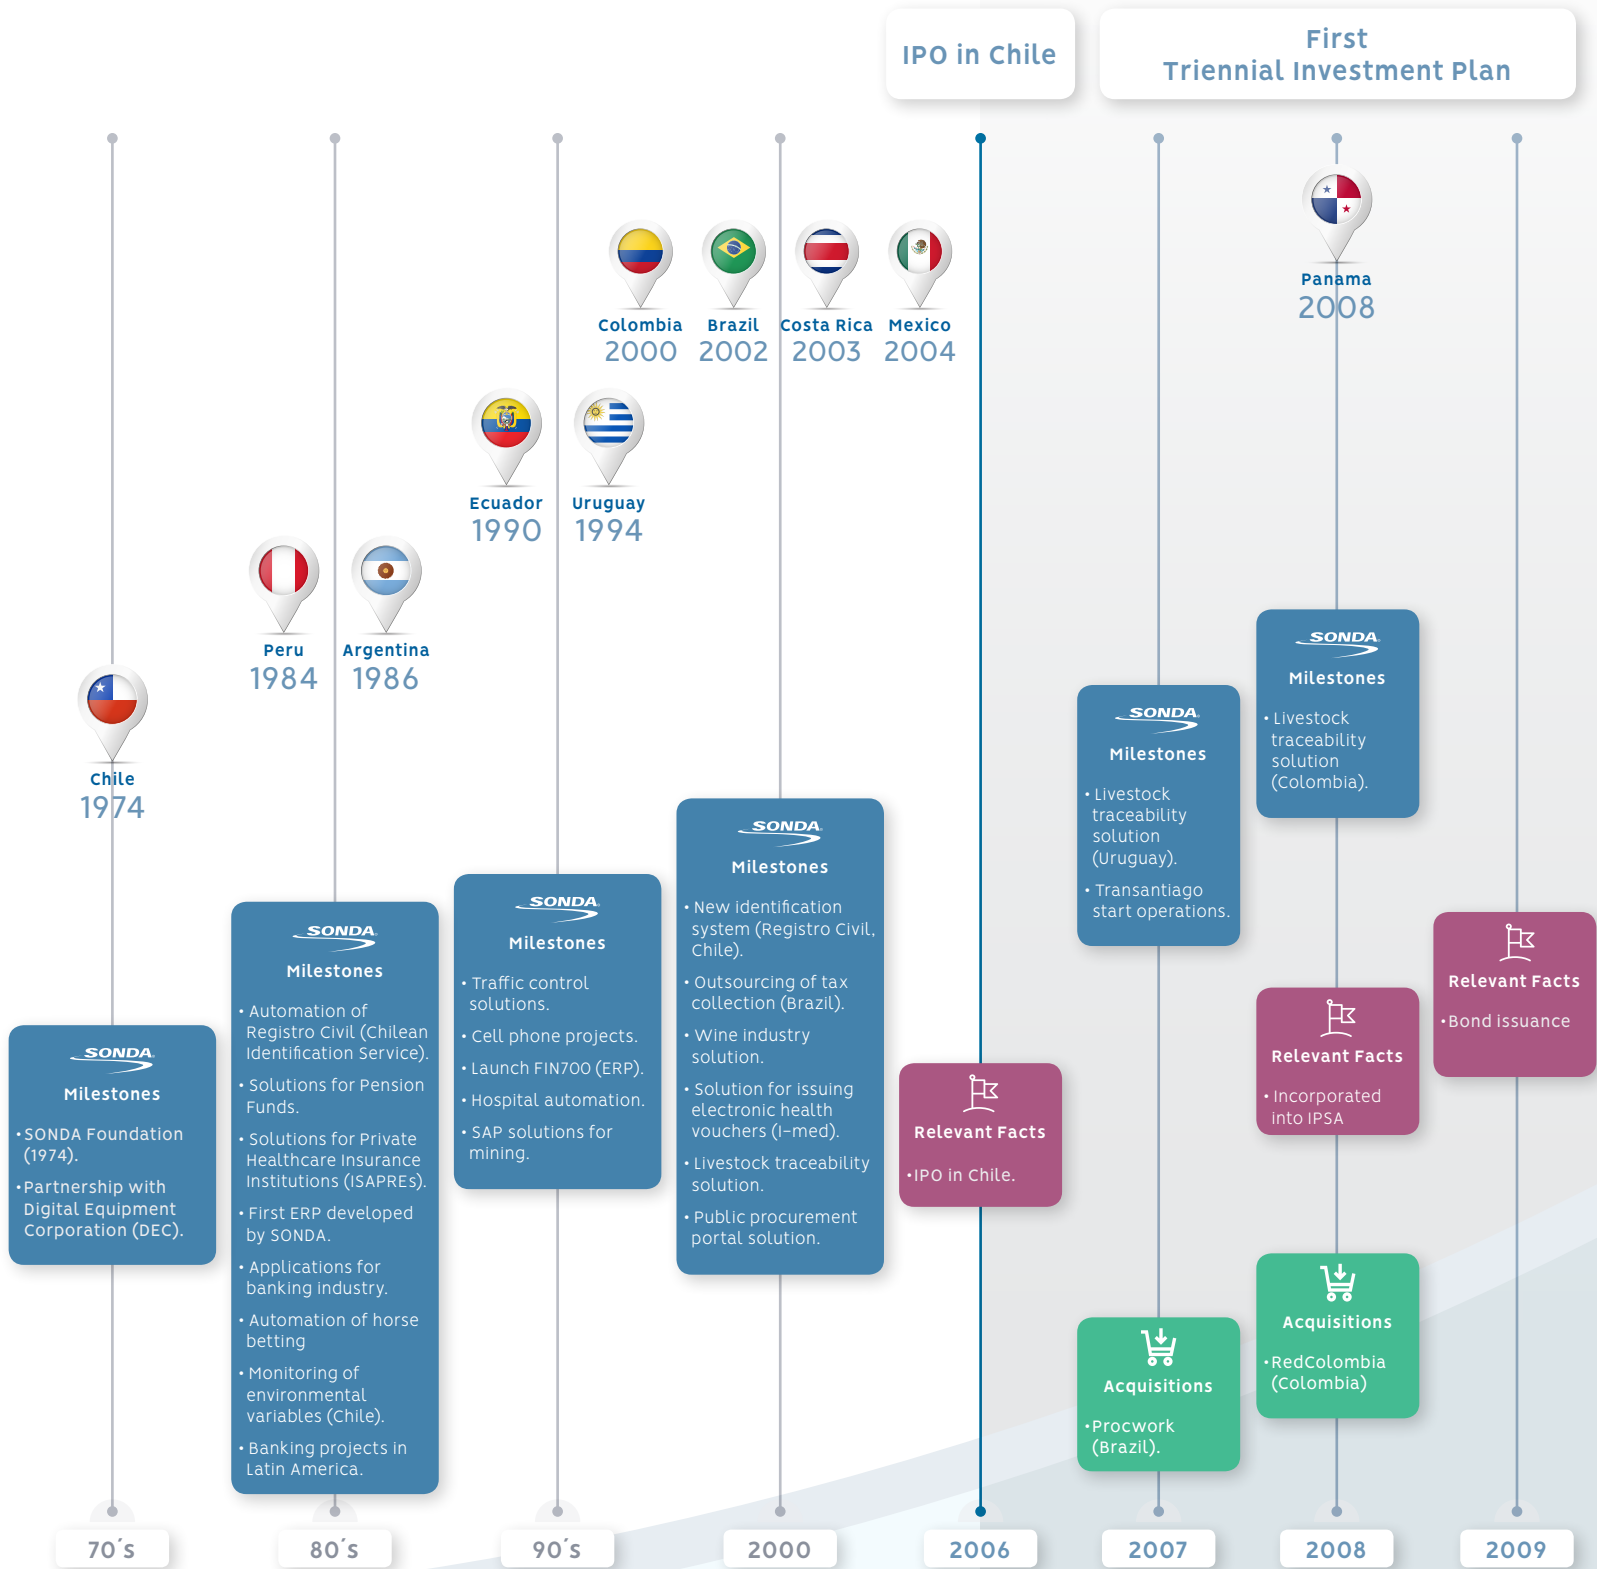 IPO in Chile
First
Triennial Investment Plan
Panama
2008
Colombia
2000
Brazil
2002
Costa Rica
2003
Mexico
2004
Ecuador
1990
Uruguay
1994
Peru
1984
Argentina
1986
Chile
1974
SONDA
Milestones
•SONDA Foundation
(1974).
•Partnership with
Digital Equipment
Corporation (DEC).
SONDA
Milestones
• Automation of
Registro Civil (Chilean
Identification Service).
• Solutions for Pension
Funds.
• Solutions for Private
Healthcare Insurance
Institutions (ISAPREs).
• First ERP developed
by SONDA.
• Applications for
banking industry.
• Automation of horse
betting
• Monitoring of
environmental
variables (Chile).
• Banking projects in
Latin America.
SONDA
Milestones
• Traffic control
solutions.
• Cell phone projects.
• Launch FIN700 (ERP).
• Hospital automation.
• SAP solutions for
mining.
SONDA
Milestones
• New identification
system (Registro Civil,
Chile).
• Outsourcing of tax
collection (Brazil).
• Wine industry
solution.
• Solution for issuing
electronic health
vouchers (I-med).
• Livestock traceability
solution.
• Public procurement
portal solution.
Relevant Facts
•IPO in Chile.
SONDA
Milestones
• Livestock
traceability
solution
(Uruguay).
• Transantiago
start operations.
Acquisitions
•Procwork
(Brazil).
SONDA
Milestones
• Livestock
traceability
solution
(Colombia).
Relevant Facts
• Incorporated
into IPSA
Acquisitions
•RedColombia
(Colombia)
Relevant Facts
•Bond issuance
70´s
80´s
90´s
2000
2006
2007
2008
2009